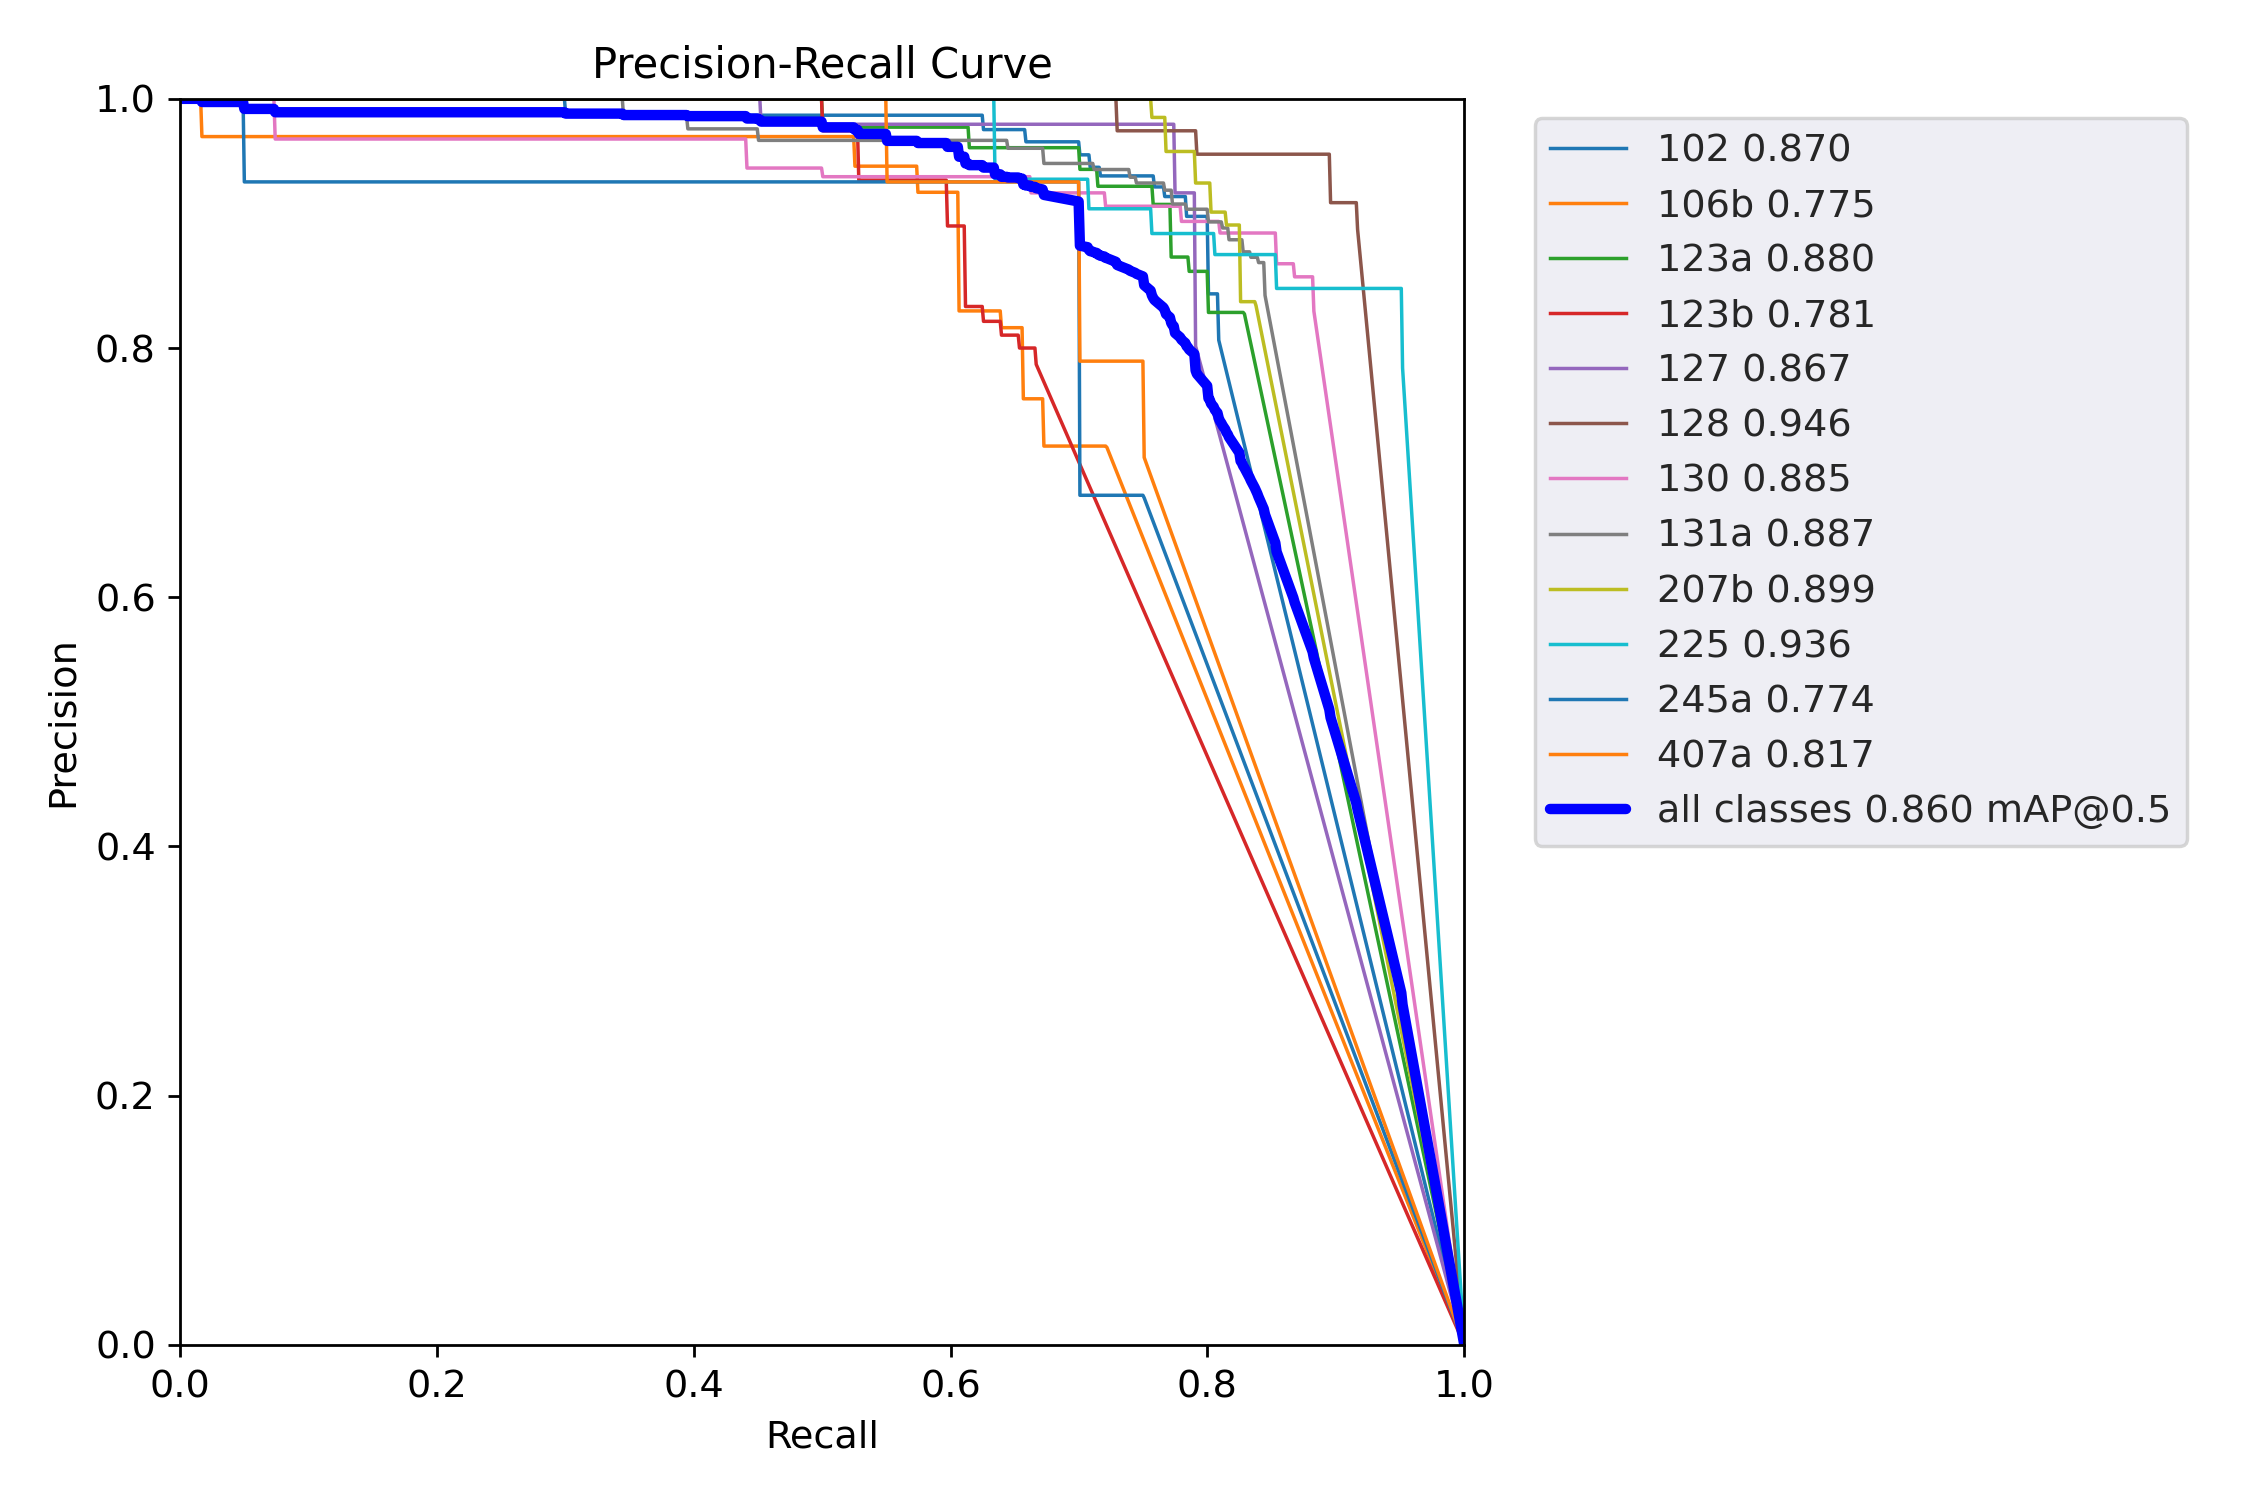 Precision-Recall Curve
1.0
0.8
0.6
0.4
0.2
0.0
Precision
0.0 0.2 0.4 0.6 0.8 1.0
Recall
102 0.870
106b 0.775
123a 0.880
123b 0.781
127 0.867
128 0.946
130 0.885
131a 0.887
207b 0.899
225 0.936
245a 0.774
407a 0.817
all classes 0.860 mAP@0.5